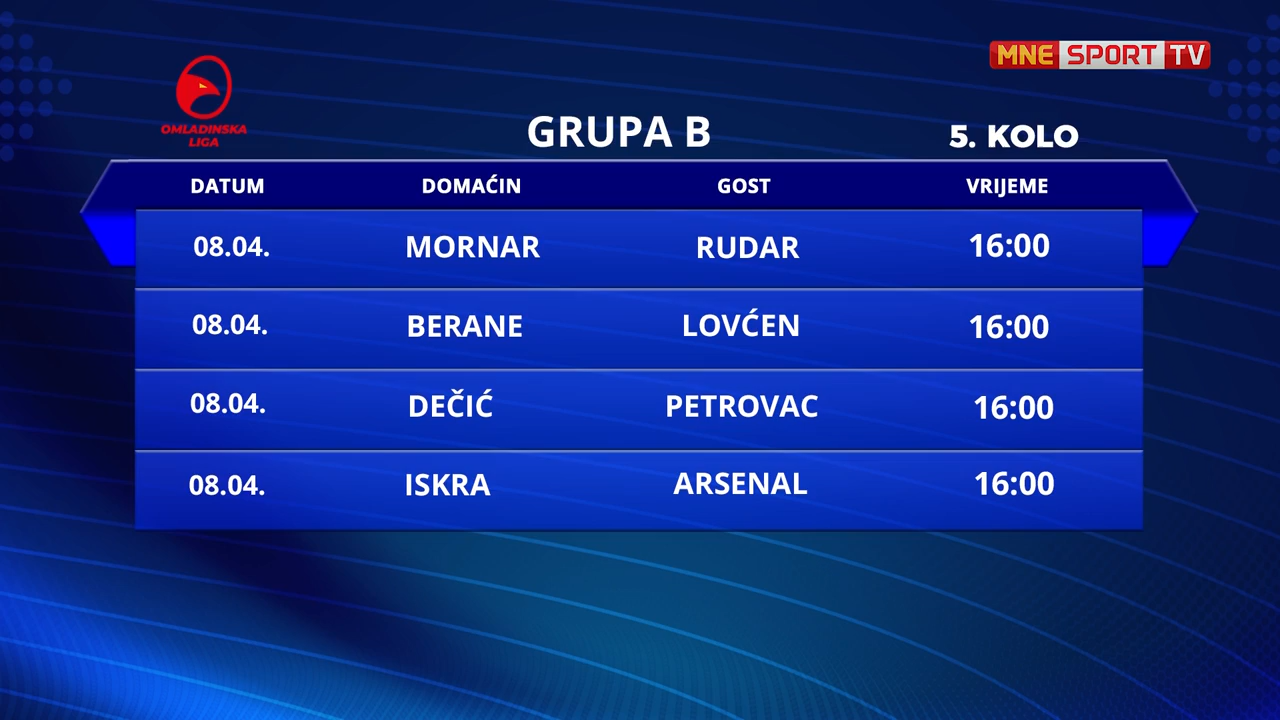 MNE SPORT TV
OMLADINSKA
LIGA
GRUPA B
5. KOLO
DATUM DOMAĆIN GOST VRIJEME
08.04. MORNAR RUDAR 16:00
08.04. BERANE LOVĆEN 16:00
08.04. DEČIĆ PETROVAC 16:00
08.04. ISKRA ARSENAL 16:00